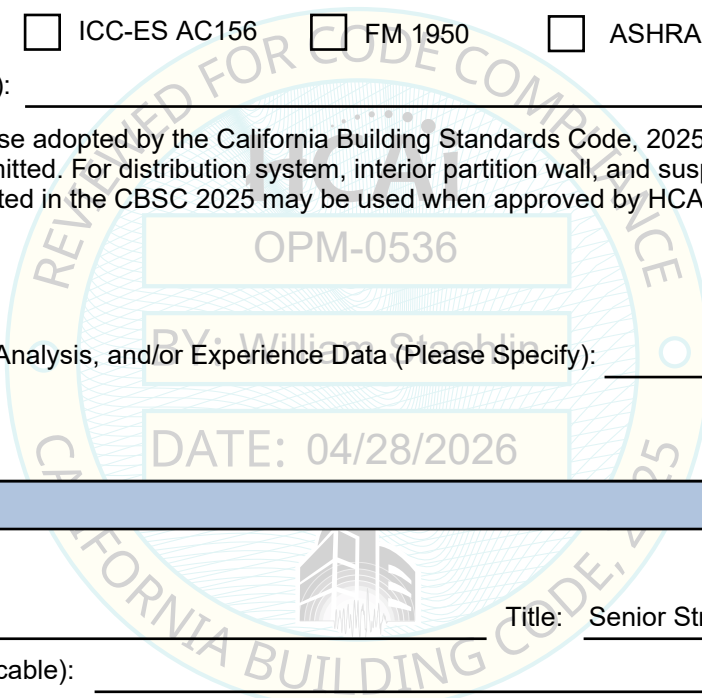 ICC-ES AC156 FM 1950 ASHRA
):
se adopted by the California Building Standards Code, 2025
nitted. For distribution system, interior partition wall, and susp
ted in the CBSC 2025 may be used when approved by HCA
Analysis, and/or Experience Data (Please Specify):
Title: Senior Str
cable):
REVIEWED FOR CODE COMPLIANCE
HCAi
OPM-0536
BY: William Staehlin
DATE: 04/28/2026
CALIFORNIA BUILDING CODE, 2025